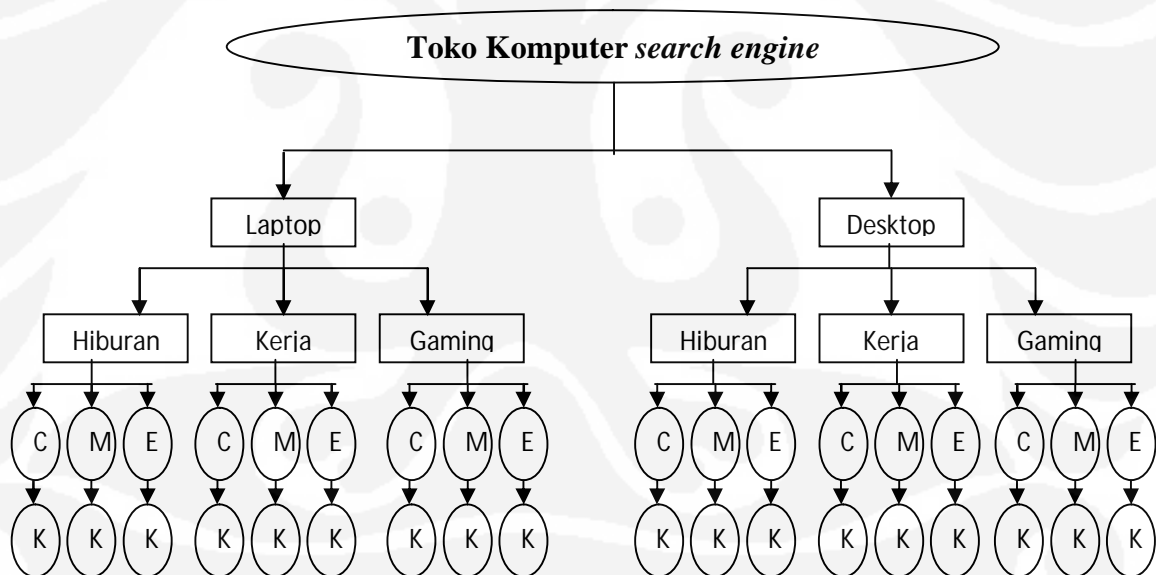 Toko Komputer search engine
Laptop Desktop
Hiburan Kerja Gaming Hiburan Kerja Gaming
C M E C M E C M E C M E C M E C M E
K K K K K K K K K K K K K K K K K K